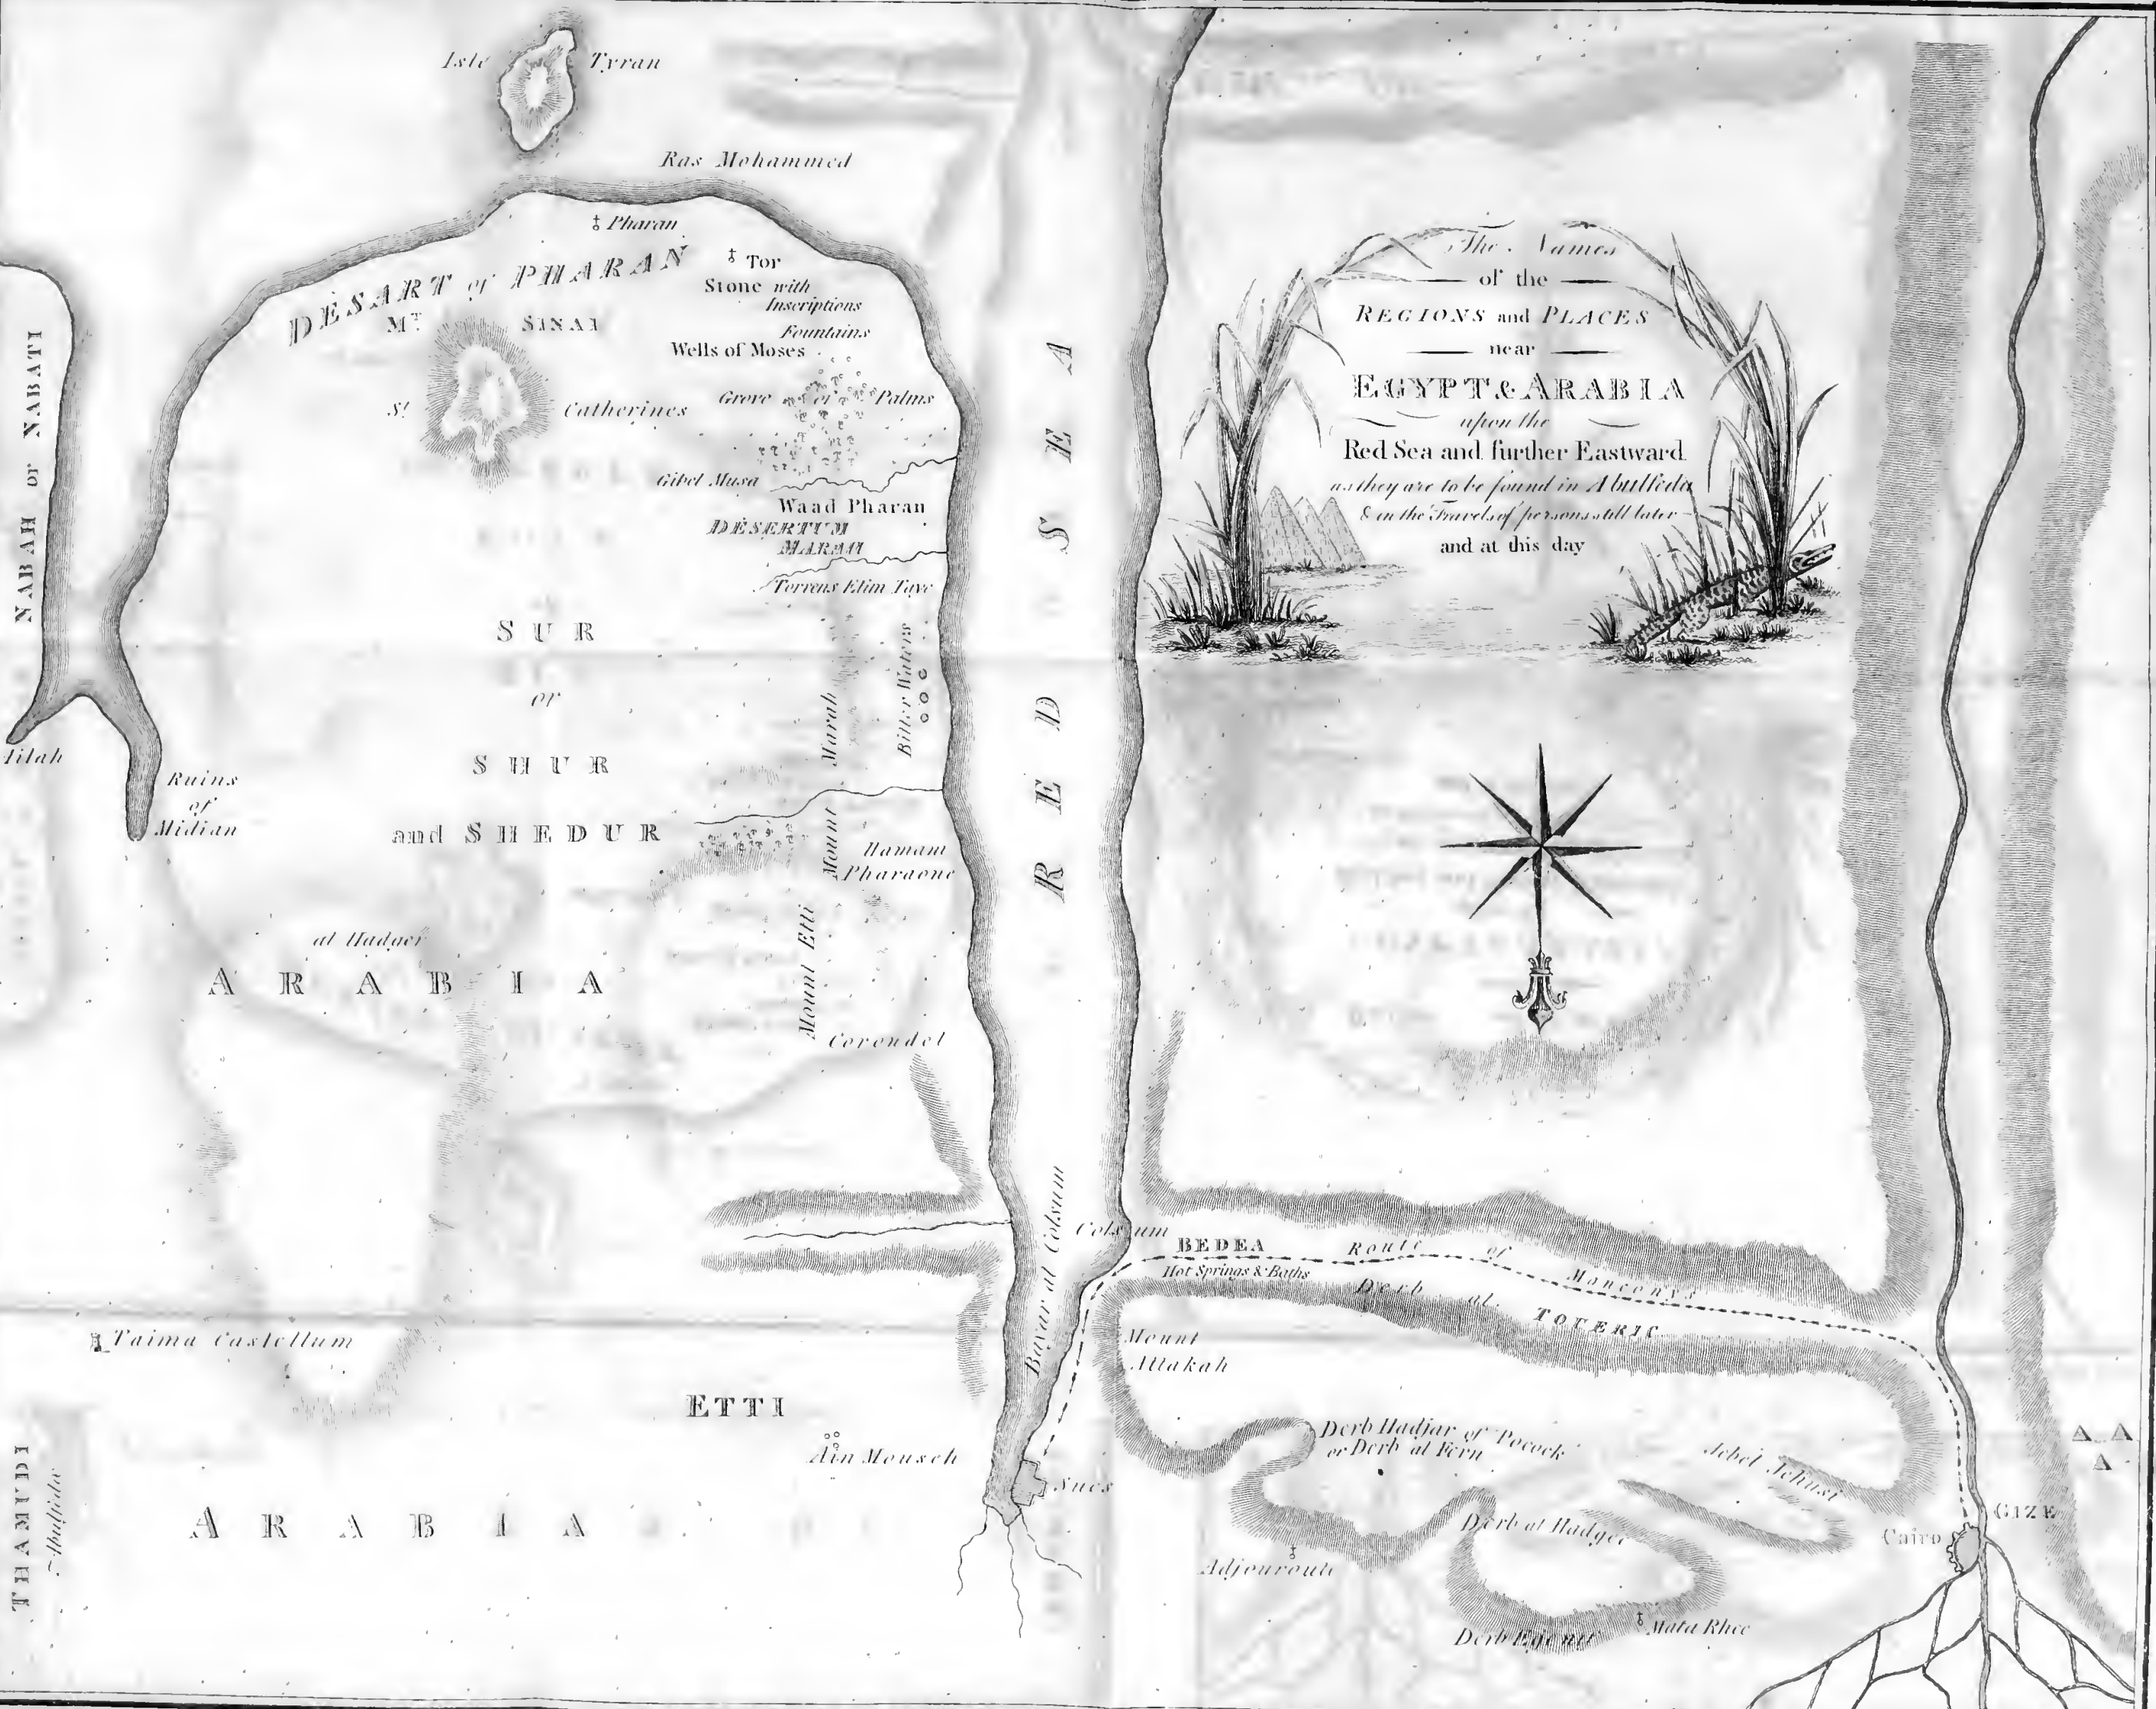 Isle Tyran
Ras Mohammed
Pharan
DESART of PHARAN
Tor
Stone with
Inscriptions
Fountains
Wells of Moses
MT. SINAI
St. Catherines
Grove of Palms
Gibel Musa
Waad Pharan
DESERTUM
MARAH
Torrens Elim Taye
NABAH or NABATI
SUR
or
SHUR
and SHEDUR
Marah
Bitter Waters
Ailah
Ruins
of
Midian
Mount
Hamam
Pharaone
Mount Etti
al Hadger
ARABIA
Corondel
RED SEA
The Names
of the
REGIONS and PLACES
near
EGYPT & ARABIA
upon the
Red Sea and further Eastward
as they are to be found in Abulfeda
& in the Travels of persons still later
and at this day
Bavar al Colsum
Colsum
BEDEA
Hot Springs & Baths
Route of Monconys
Derb al
TOUERIC
Mount
Attakah
Taima Castellum
ETTI
Ain Mouseh
Sues
ARABIA
THAMUDI
Abulfidæ
Derb Hadjar of Pocock
or Derb al Fern
Jebel Jehusi
Derb al Hadger
Adjourouti
Derb Egenit
Mata Rhee
Cairo
GIZE